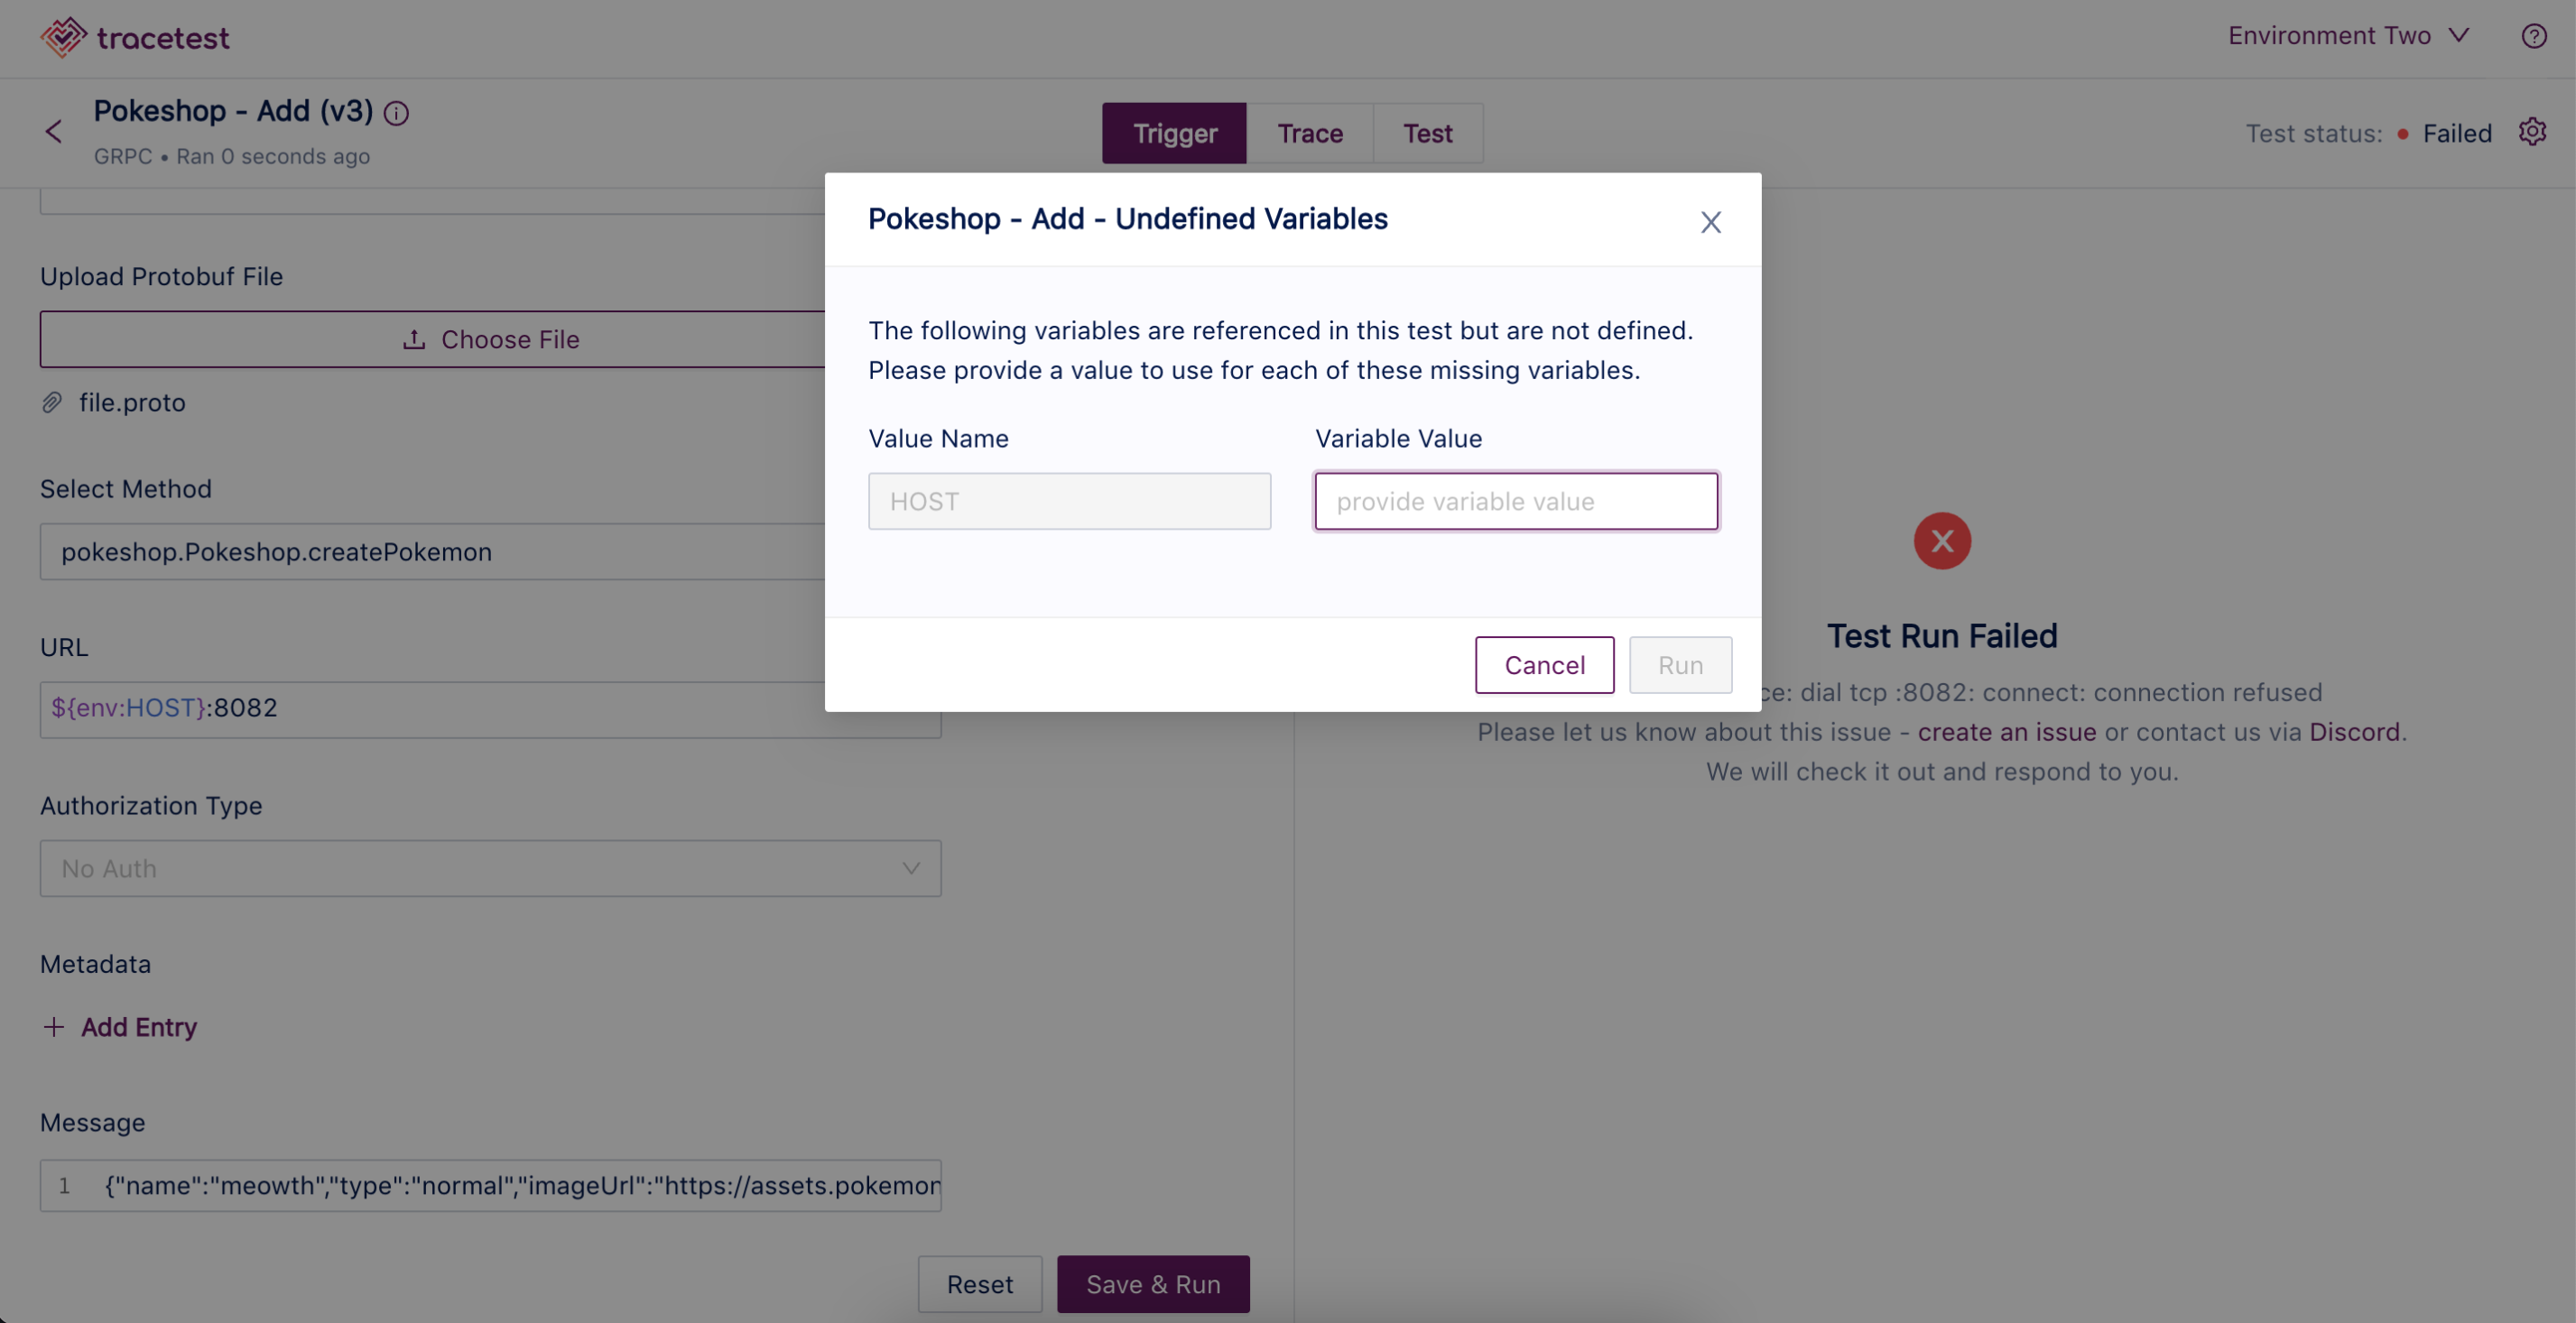 tracetest
Environment Two
Pokeshop - Add (v3)
GRPC • Ran 0 seconds ago
Trigger
Trace
Test
Test status: • Failed
Upload Protobuf File
Choose File
file.proto
Select Method
pokeshop.Pokeshop.createPokemon
URL
${env:HOST}:8082
Authorization Type
No Auth
Metadata
+ Add Entry
Message
1 {"name":"meowth","type":"normal","imageUrl":"https://assets.pokemon
Reset
Save & Run
Pokeshop - Add - Undefined Variables
X
The following variables are referenced in this test but are not defined.
Please provide a value to use for each of these missing variables.
Value Name
Variable Value
HOST
provide variable value
Cancel
Run
Test Run Failed
ce: dial tcp :8082: connect: connection refused
Please let us know about this issue - create an issue or contact us via Discord.
We will check it out and respond to you.